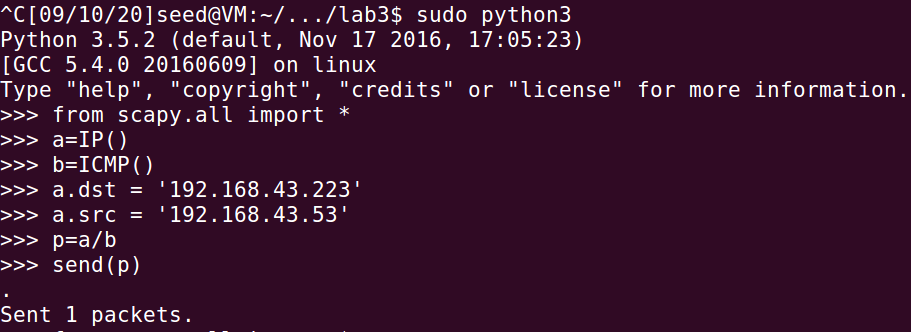 ^C[09/10/20]seed@VM:~/.../lab3$ sudo python3
Python 3.5.2 (default, Nov 17 2016, 17:05:23)
[GCC 5.4.0 20160609] on linux
Type "help", "copyright", "credits" or "license" for more information.
>>> from scapy.all import *
>>> a=IP()
>>> b=ICMP()
>>> a.dst = '192.168.43.223'
>>> a.src = '192.168.43.53'
>>> p=a/b
>>> send(p)
.
Sent 1 packets.